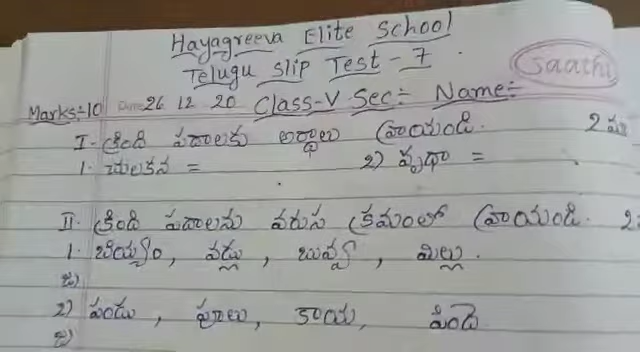 Hayagreeva Elite School
Telugu Slip Test - 7
Saathi
Marks:-10 Date 26 12 20 Class-V Sec:- Name:-
I. క్రింది పదాలకు అర్థాలు వ్రాయండి. 2 మా
1. చులకన = 2) వృధా =
II. క్రింది పదాలను వరుస క్రమంలో వ్రాయండి. 2
1. బియ్యం, వడ్లు, బువ్వ, మిల్లు.
జ)
2) పండు, పూలు, కాయ, పిందె
జ)